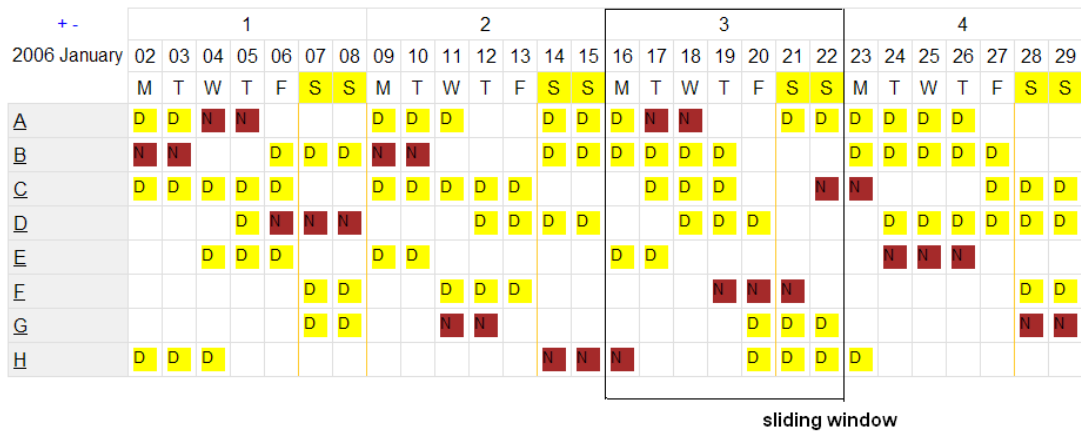 + - 1 2 3 4
2006 January 02 03 04 05 06 07 08 09 10 11 12 13 14 15 16 17 18 19 20 21 22 23 24 25 26 27 28 29
M T W T F S S M T W T F S S M T W T F S S M T W T F S S
A D D N N D D D D D D N N D D D D D D
B N N D D D N N D D D D D D D D D D
C D D D D D D D D D D D D D N N D D D
D D N N N D D D D D D D D D D D D D
E D D D D D D D N N N
F D D D D D N N N D D
G D D N N D D D N N
H D D D N N N D D D D
sliding window